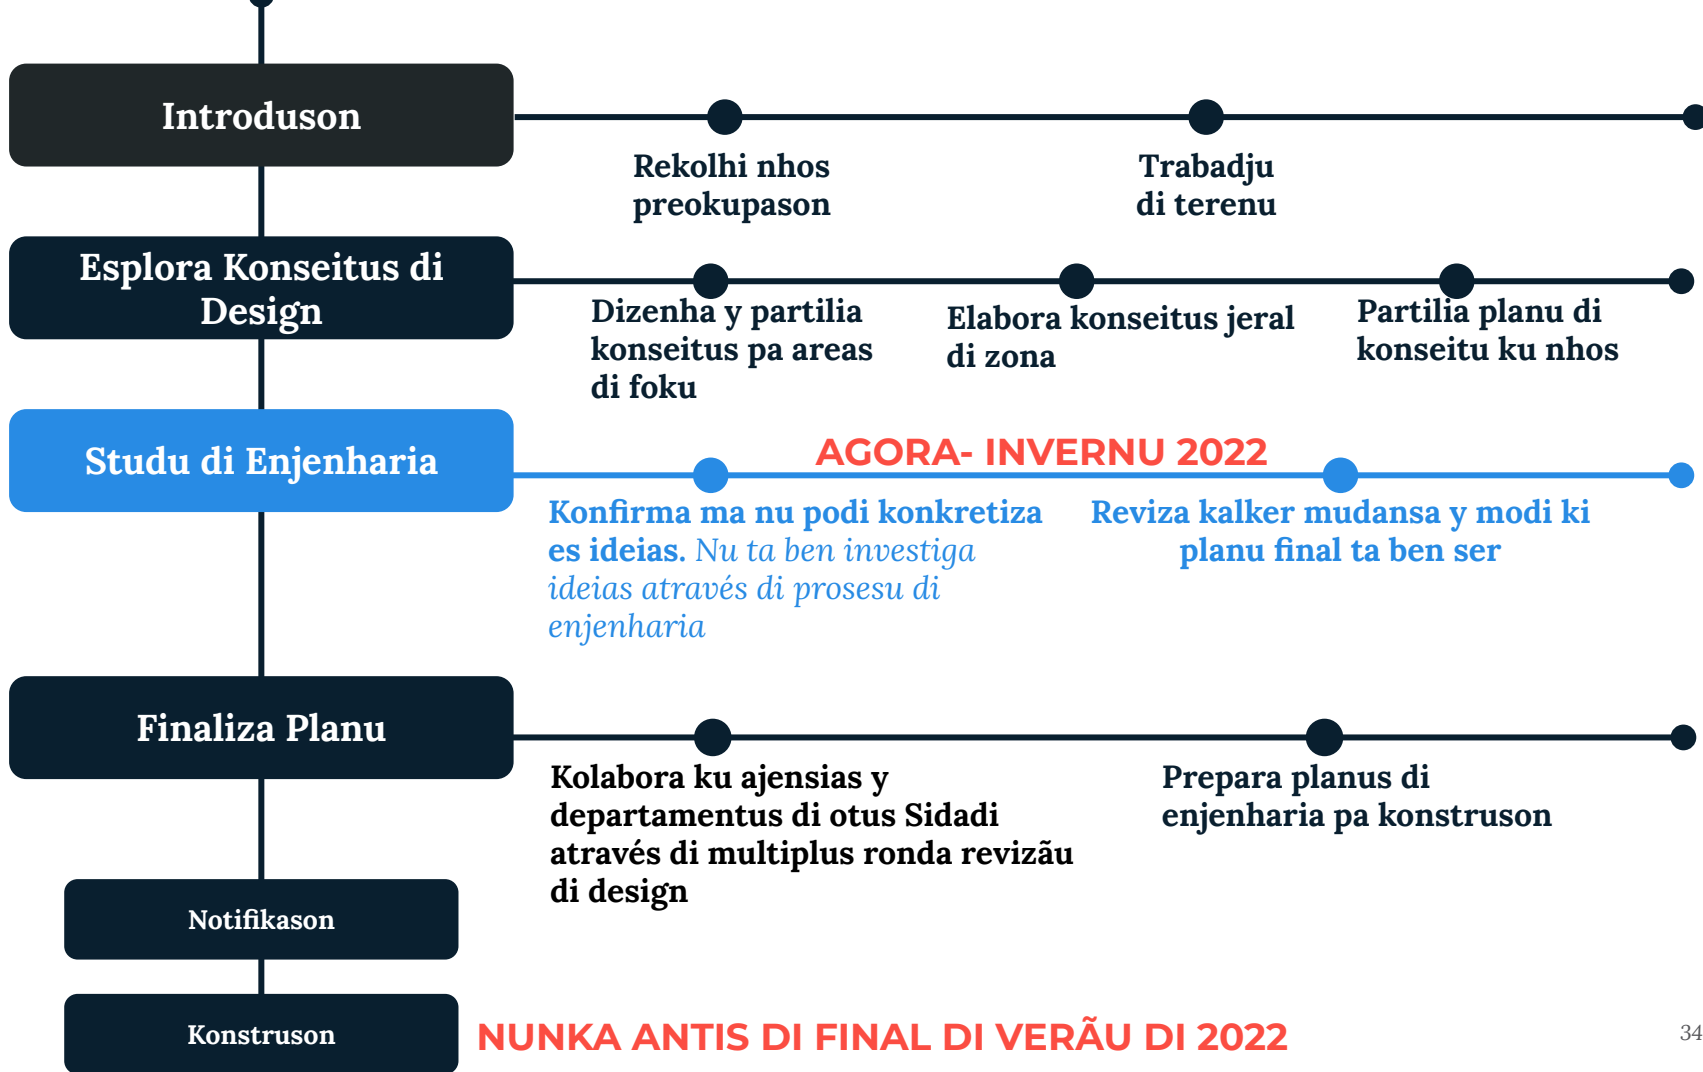 Introduson
Rekolhi nhos
preokupason
Trabadju
di terenu
Esplora Konseitus di
Design
Dizenha y partilia
konseitus pa areas
di foku
Elabora konseitus jeral
di zona
Partilia planu di
konseitu ku nhos
Studu di Enjenharia
AGORA- INVERNU 2022
Konfirma ma nu podi konkretiza
es ideias. Nu ta ben investiga
ideias através di prosesu di
enjenharia
Reviza kalker mudansa y modi ki
planu final ta ben ser
Finaliza Planu
Kolabora ku ajensias y
departamentus di otus Sidadi
através di multiplus ronda revizãu
di design
Prepara planus di
enjenharia pa konstruson
Notifikason
Konstruson
NUNKA ANTIS DI FINAL DI VERÃU DI 2022
34